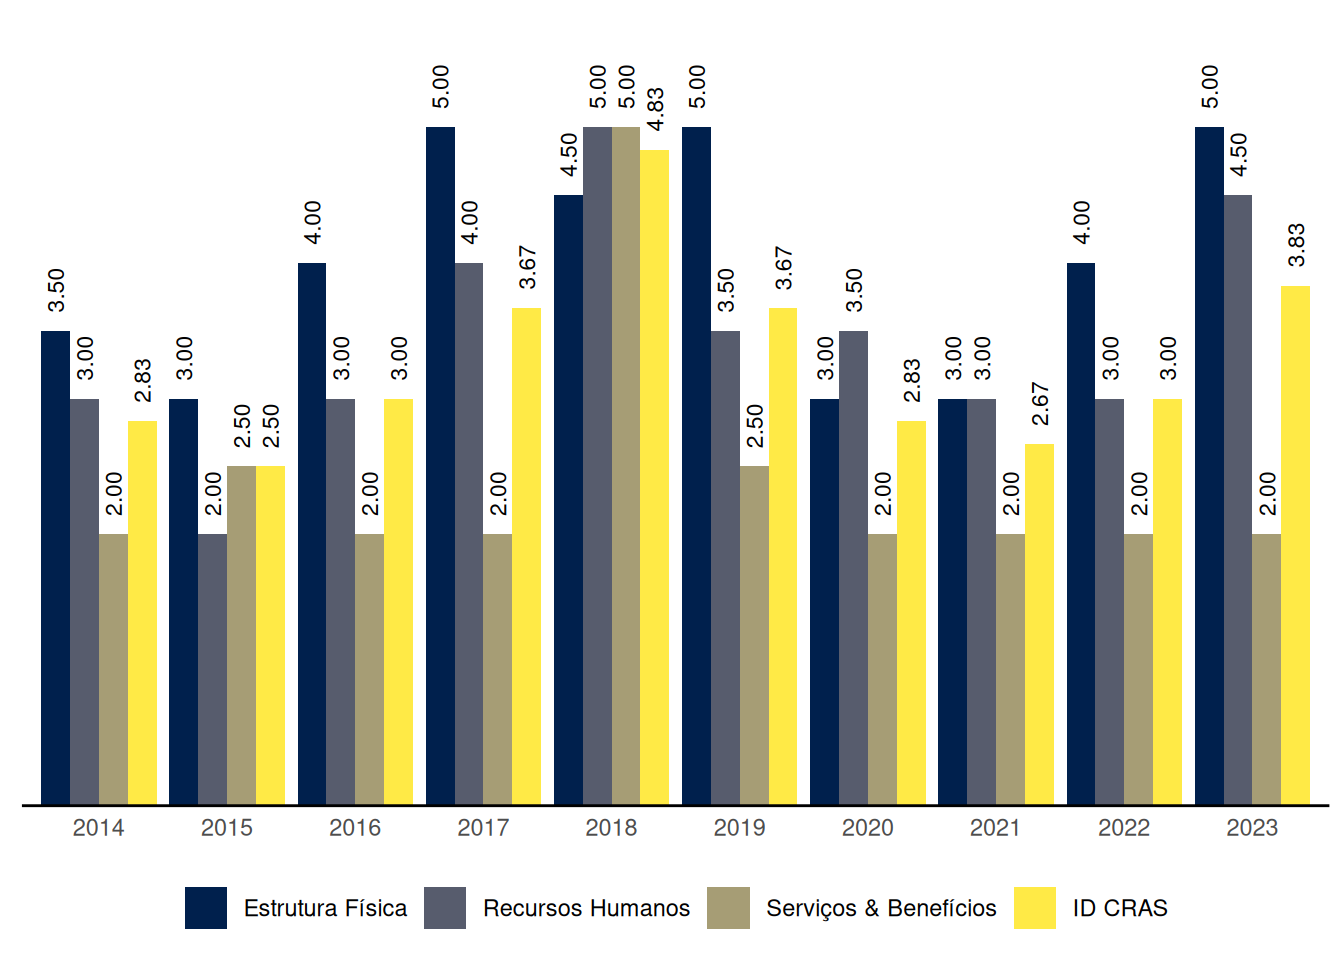 3.50 3.00 2.00 2.83
3.00 2.00 2.50 2.50
4.00 3.00 2.00 3.00
5.00 4.00 2.00 3.67
4.50 5.00 5.00 4.83
5.00 3.50 2.50 3.67
3.00 3.50 2.00 2.83
3.00 3.00 2.00 2.67
4.00 3.00 2.00 3.00
5.00 4.50 2.00 3.83
2014 2015 2016 2017 2018 2019 2020 2021 2022 2023
Estrutura Física Recursos Humanos Serviços & Benefícios ID CRAS